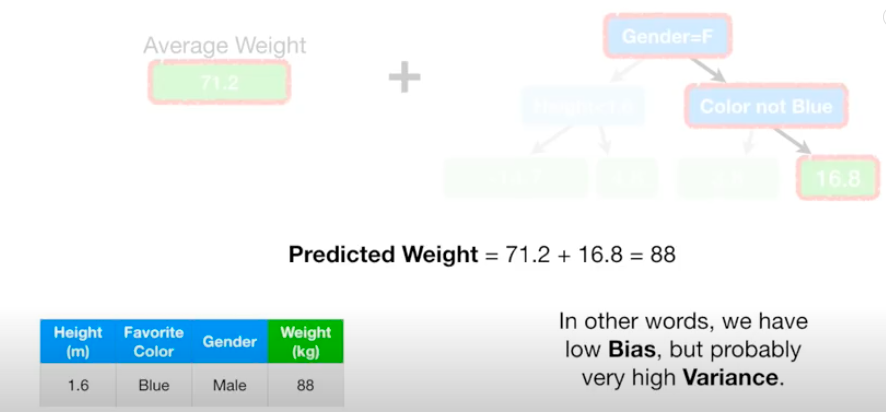 Average Weight
71.2
+
Gender=F
Color not Blue
16.8
Predicted Weight = 71.2 + 16.8 = 88
Height (m) Favorite Color Gender Weight (kg)
1.6 Blue Male 88
In other words, we have
low Bias, but probably
very high Variance.